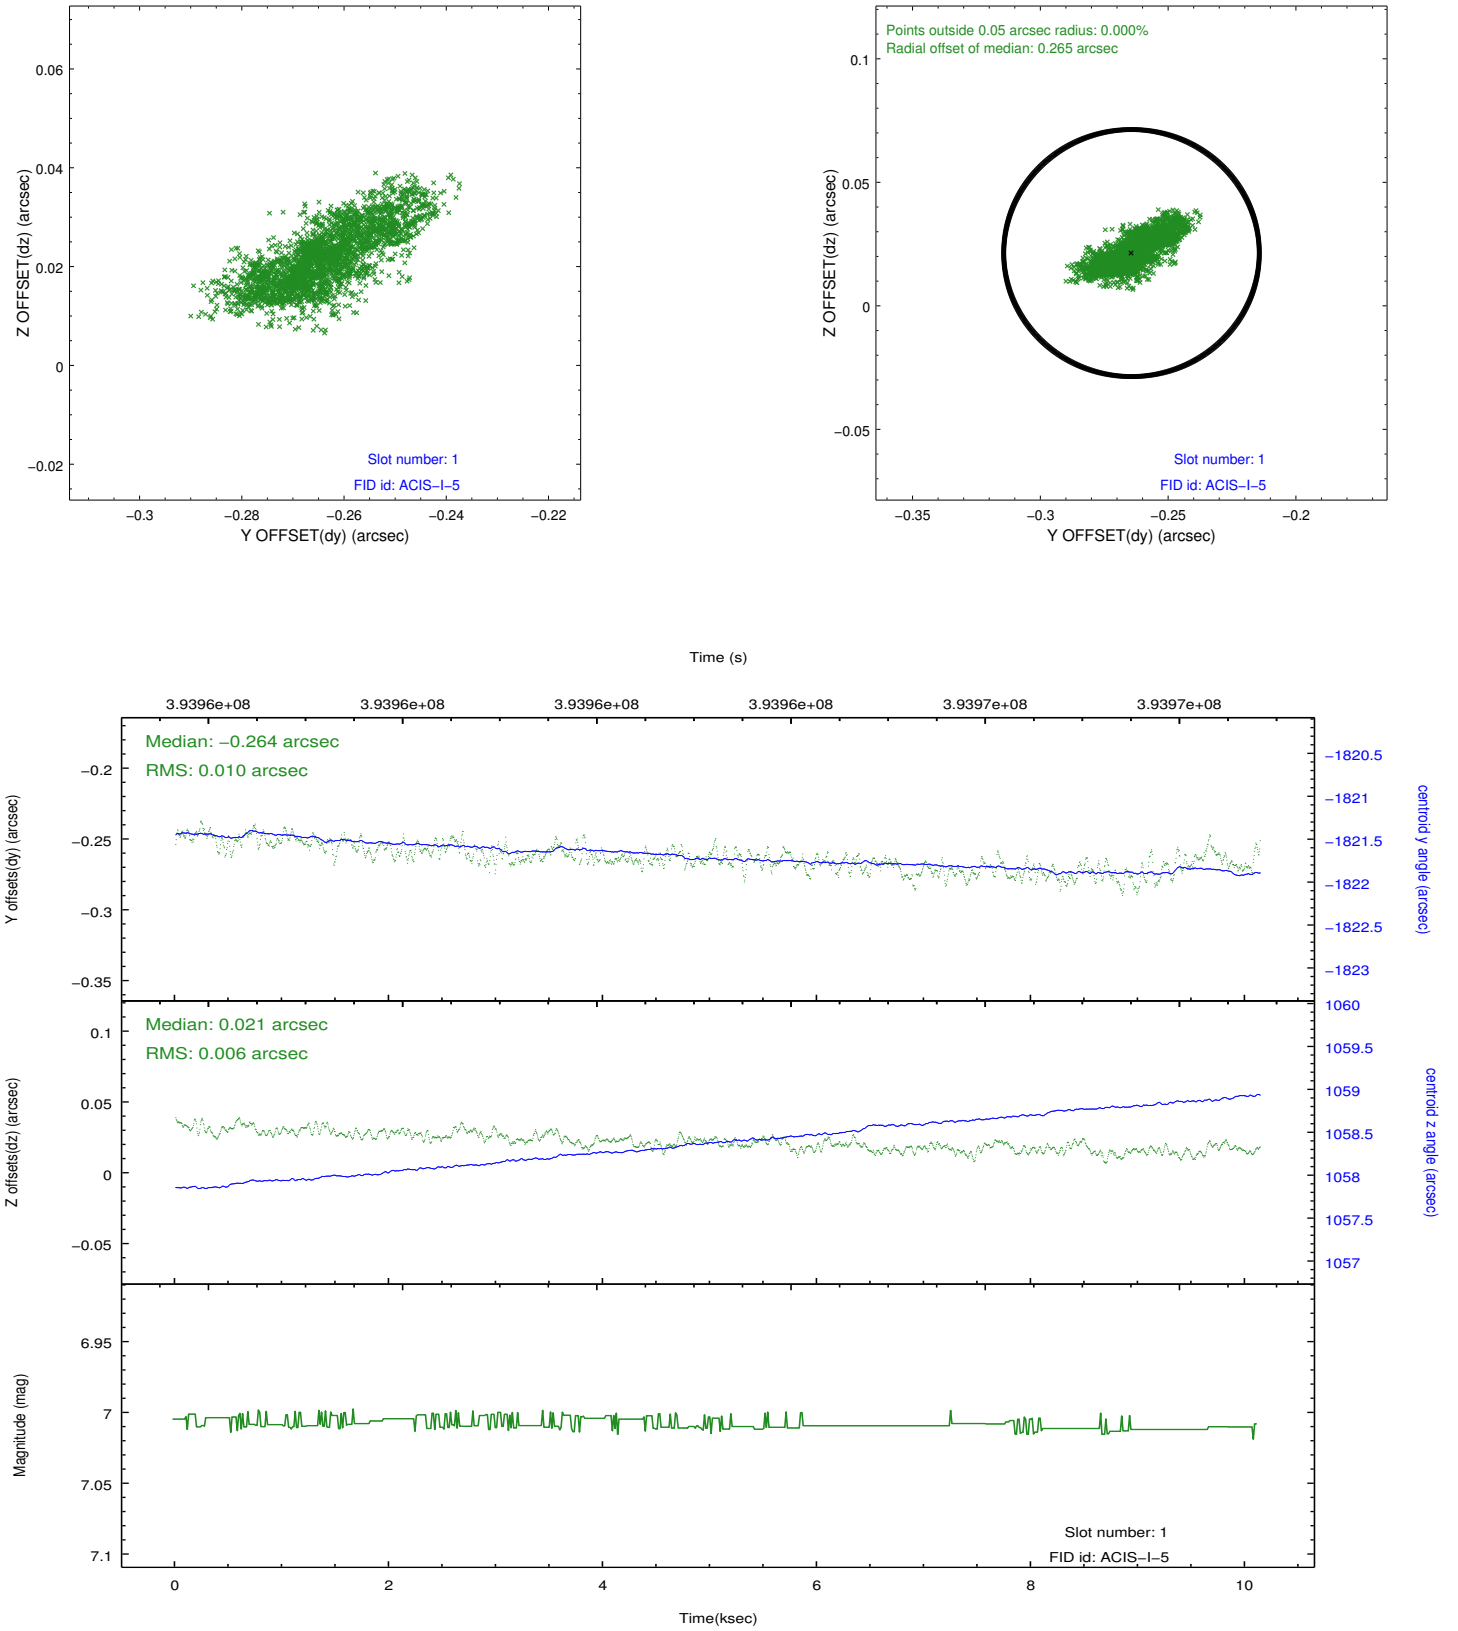 0.06
0.04
0.02
0
−0.02
Z OFFSET(dz) (arcsec)
Slot number: 1
FID id: ACIS−I−5
−0.3 −0.28 −0.26 −0.24 −0.22
Y OFFSET(dy) (arcsec)
Points outside 0.05 arcsec radius: 0.000%
Radial offset of median: 0.265 arcsec
0.1
0.05
0
−0.05
Z OFFSET(dz) (arcsec)
Slot number: 1
FID id: ACIS−I−5
−0.35 −0.3 −0.25 −0.2
Y OFFSET(dy) (arcsec)
Time (s)
3.9396e+08 3.9396e+08 3.9396e+08 3.9396e+08 3.9397e+08 3.9397e+08
Median: −0.264 arcsec
RMS: 0.010 arcsec
−0.2
−0.25
−0.3
−0.35
Y offsets(dy) (arcsec)
−1820.5
−1821
−1821.5
−1822
−1822.5
−1823
centroid y angle (arcsec)
Median: 0.021 arcsec
RMS: 0.006 arcsec
0.1
0.05
0
−0.05
Z offsets(dz) (arcsec)
1060
1059.5
1059
1058.5
1058
1057.5
1057
centroid z angle (arcsec)
6.95
7
7.05
7.1
Magnitude (mag)
Slot number: 1
FID id: ACIS−I−5
0 2 4 6 8 10
Time(ksec)